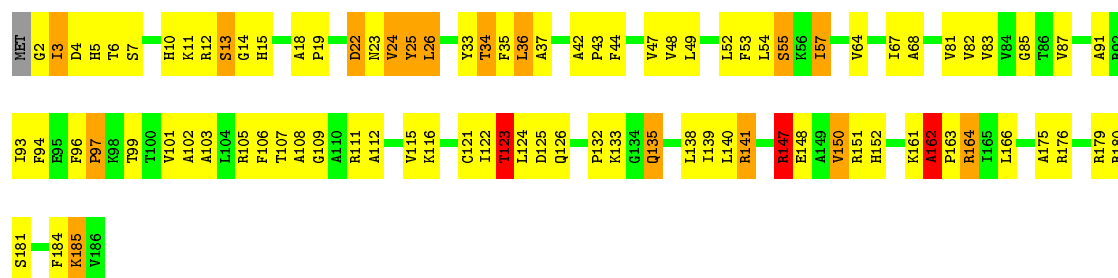 MET G2 I3 D4 H5 T6 S7 H10 K11 R12 S13 G14 H15 A18 P19 D22 N23 V24 Y25 L26 Y33 T34 F35 L36 A37 A42 P43 F44 V47 V48 L49 L52 F53 L54 S55 K56 I57 V64 I67 A68 V81 V82 V83 V84 G85 T86 V87 A91 R92
I93 F94 E95 F96 P97 K98 T99 T100 V101 A102 A103 L104 R105 F106 T107 A108 G109 A110 R111 A112 V115 K116 C121 I122 T123 L124 D125 Q126 P132 K133 G134 Q135 L138 I139 L140 R141 R147 E148 A149 V150 R151 H152 K161 A162 P163 R164 I165 L166 A175 R176 R179
S181 F184 K185 V186